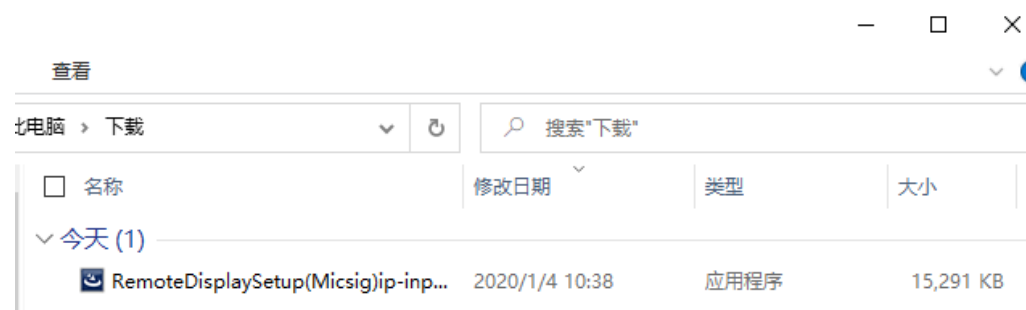 查看
此电脑 › 下载
搜索"下载"
名称 修改日期 类型 大小
今天 (1)
RemoteDisplaySetup(Micsig)ip-inp... 2020/1/4 10:38 应用程序 15,291 KB